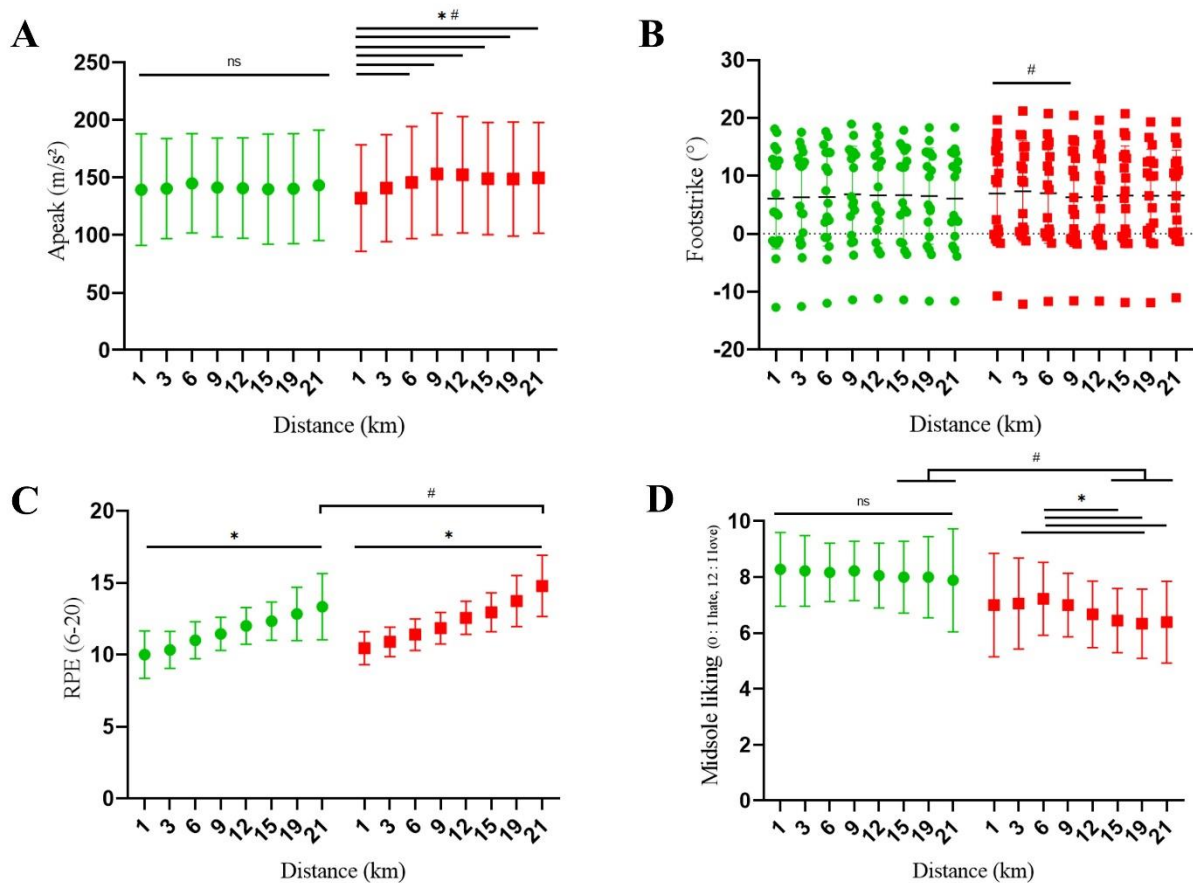 A
* #
ns
250
200
150
100
50
0
Apeak (m/s²)
1 3 6 9 12 15 19 21 1 3 6 9 12 15 19 21
Distance (km)
B
#
30
20
10
0
-10
-20
Footstrike (°)
1 3 6 9 12 15 19 21 1 3 6 9 12 15 19 21
Distance (km)
C
#
* *
20
15
10
5
0
RPE (6-20)
1 3 6 9 12 15 19 21 1 3 6 9 12 15 19 21
Distance (km)
D
#
ns *
10
8
6
4
2
0
Midsole liking (0 : I hate, 12 : I love)
1 3 6 9 12 15 19 21 1 3 6 9 12 15 19 21
Distance (km)